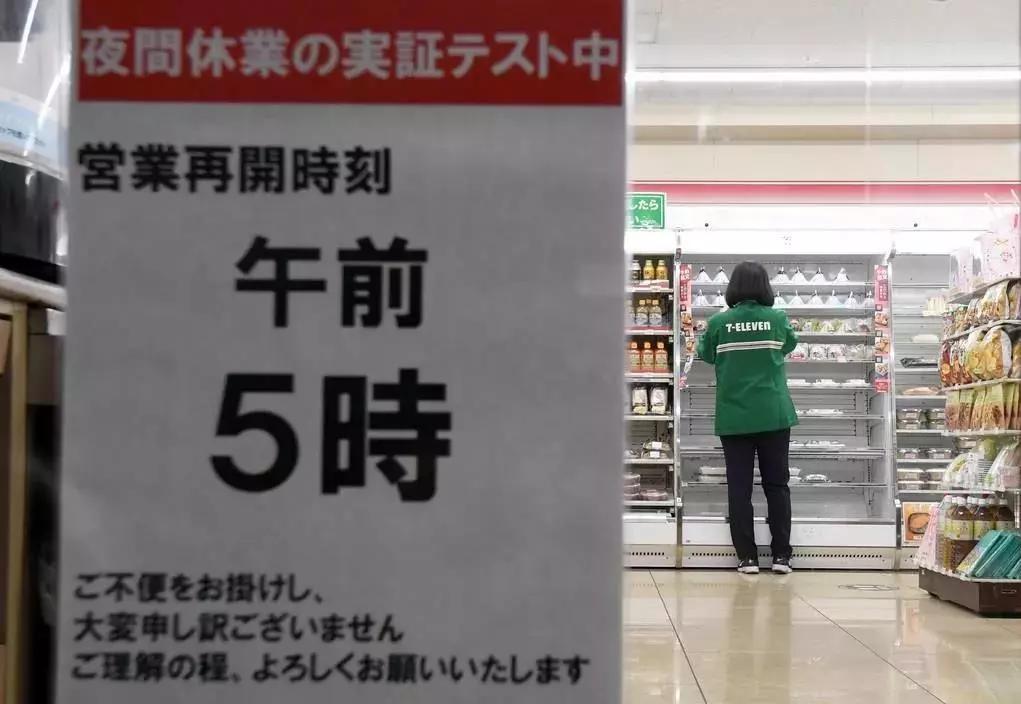 夜間休業の実証テスト中
営業再開時刻
午前
5時
ご不便をお掛けし、
大変申し訳ございません
ご理解の程、よろしくお願いいたします
したら
T-ELEVEn